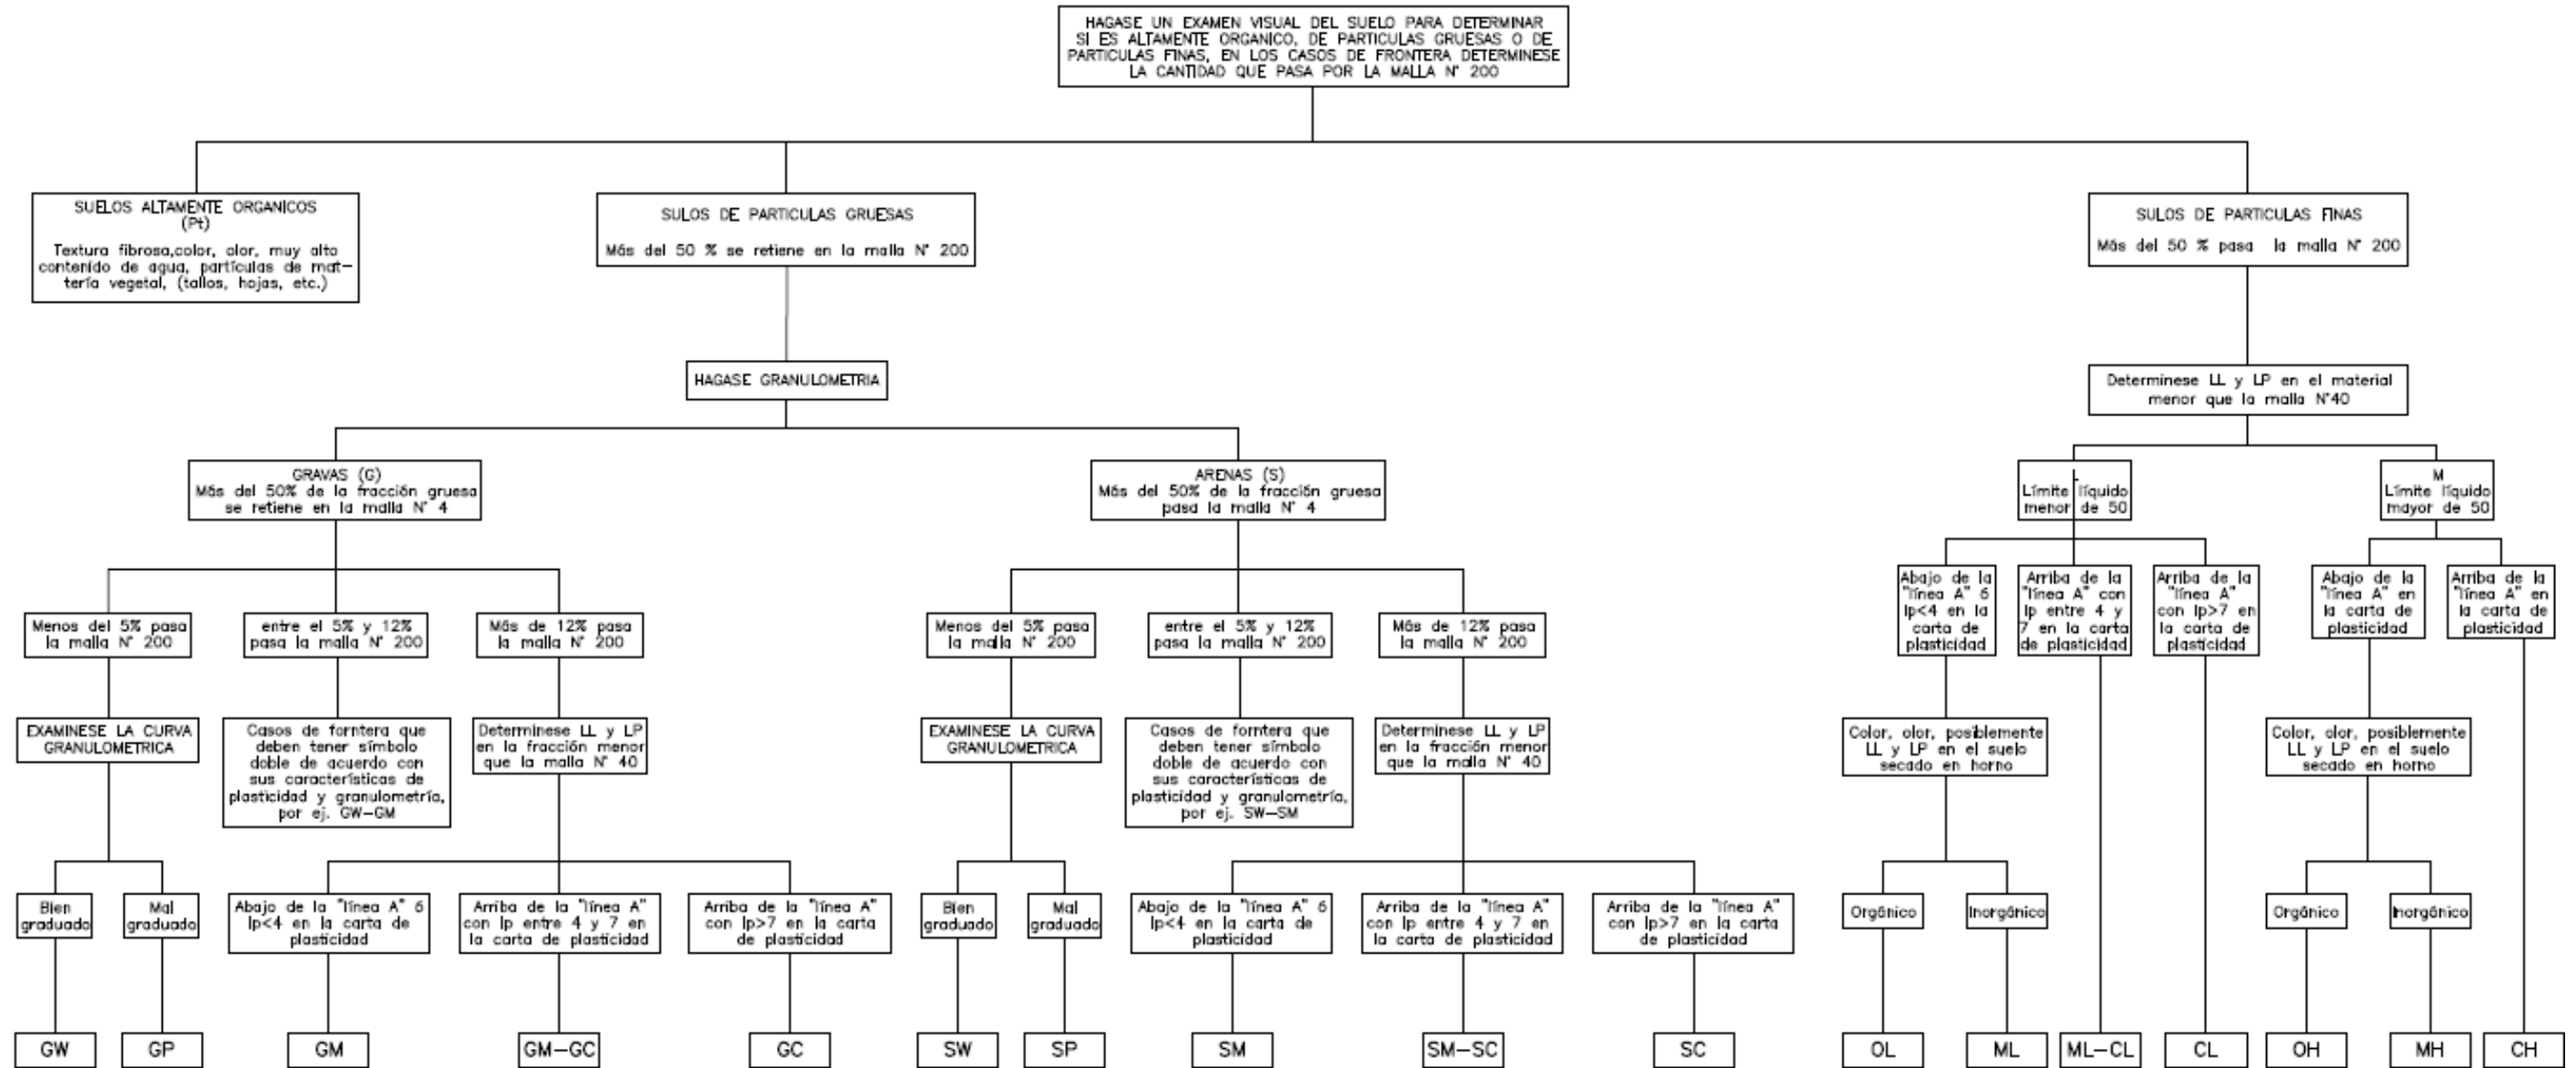 HAGASE UN EXAMEN VISUAL DEL SUELO PARA DETERMINAR
SI ES ALTAMENTE ORGANICO, DE PARTICULAS GRUESAS O DE
PARTICULAS FINAS, EN LOS CASOS DE FRONTERA DETERMINESE
LA CANTIDAD QUE PASA POR LA MALLA N° 200
SUELOS ALTAMENTE ORGANICOS
(Pt)
Textura fibrosa,color, olor, muy alto
contenido de agua, partículas de mat-
tería vegetal, (tallos, hojas, etc.)
SULOS DE PARTICULAS GRUESAS
Más del 50 % se retiene en la malla N° 200
SULOS DE PARTICULAS FINAS
Más del 50 % pasa la malla N° 200
HAGASE GRANULOMETRIA
Determinese LL y LP en el material
menor que la malla N°40
GRAVAS (G)
Más del 50% de la fracción gruesa
se retiene en la malla N° 4
ARENAS (S)
Más del 50% de la fracción gruesa
pasa la malla N° 4
L
Límite líquido
menor de 50
M
Límite líquido
mayor de 50
Menos del 5% pasa
la malla N° 200
entre el 5% y 12%
pasa la malla N° 200
Más de 12% pasa
la malla N° 200
Menos del 5% pasa
la malla N° 200
entre el 5% y 12%
pasa la malla N° 200
Más de 12% pasa
la malla N° 200
Abajo de la
"línea A" ó
Ip<4 en la
carta de
plasticidad
Arriba de la
"línea A" con
Ip entre 4 y
7 en la carta
de plasticidad
Arriba de la
"línea A"
con Ip>7 en
la carta de
plasticidad
Abajo de la
"línea A" en
la carta de
plasticidad
Arriba de la
"línea A" en
la carta de
plasticidad
EXAMINESE LA CURVA
GRANULOMETRICA
Casos de forntera que
deben tener símbolo
doble de acuerdo con
sus características de
plasticidad y granulometría,
por ej. GW-GM
Determinese LL y LP
en la fracción menor
que la malla N° 40
EXAMINESE LA CURVA
GRANULOMETRICA
Casos de forntera que
deben tener símbolo
doble de acuerdo con
sus características de
plasticidad y granulometría,
por ej. SW-SM
Determinese LL y LP
en la fracción menor
que la malla N° 40
Color, olor, posiblemente
LL y LP en el suelo
secado en horno
Color, olor, posiblemente
LL y LP en el suelo
secado en horno
Bien
graduado
Mal
graduado
Abajo de la "línea A" ó
Ip<4 en la carta de
plasticidad
Arriba de la "línea A"
con Ip entre 4 y 7 en
la carta de plasticidad
Arriba de la "línea A"
con Ip>7 en la carta
de plasticidad
Bien
graduado
Mal
graduado
Abajo de la "línea A" ó
Ip<4 en la carta de
plasticidad
Arriba de la "línea A"
con Ip entre 4 y 7 en
la carta de plasticidad
Arriba de la "línea A"
con Ip>7 en la carta
de plasticidad
Orgánico
Inorgánico
Orgánico
Inorgánico
GW
GP
GM
GM-GC
GC
SW
SP
SM
SM-SC
SC
OL
ML
ML-CL
CL
OH
MH
CH